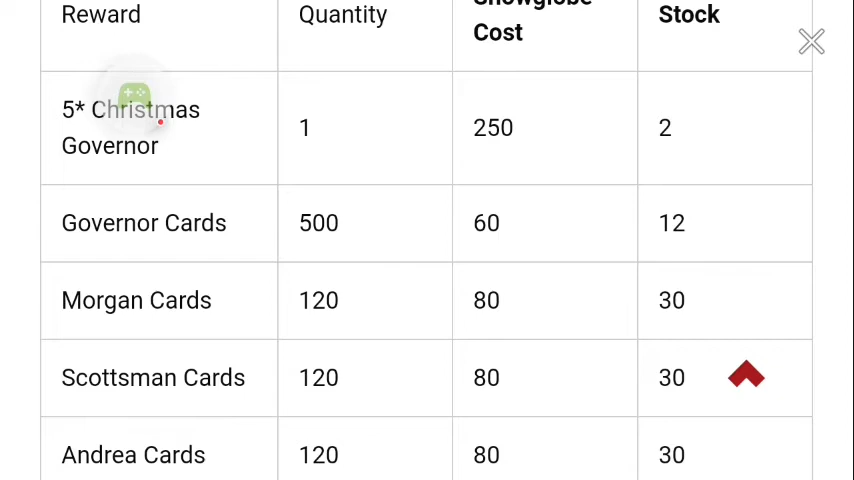 Reward Quantity Snowglobe Cost Stock
5* Christmas Governor 1 250 2
Governor Cards 500 60 12
Morgan Cards 120 80 30
Scottsman Cards 120 80 30
Andrea Cards 120 80 30